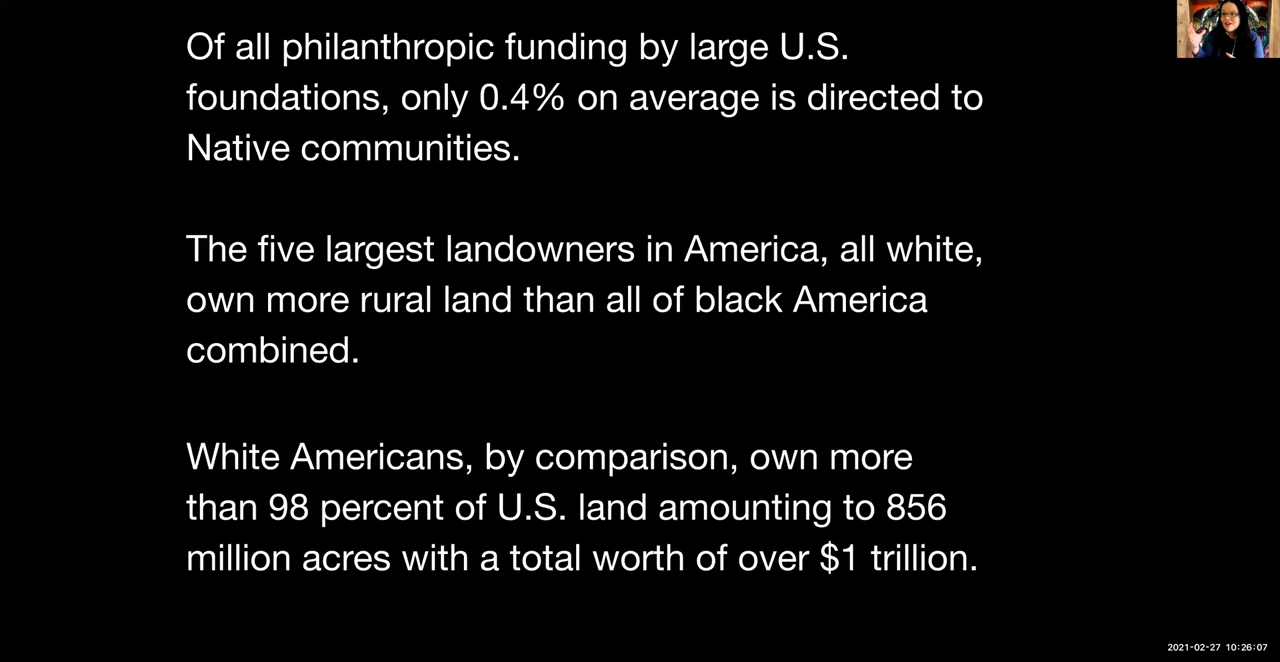 Of all philanthropic funding by large U.S.
foundations, only 0.4% on average is directed to
Native communities.
The five largest landowners in America, all white,
own more rural land than all of black America
combined.
White Americans, by comparison, own more
than 98 percent of U.S. land amounting to 856
million acres with a total worth of over $1 trillion.
2021-02-27 10:26:07